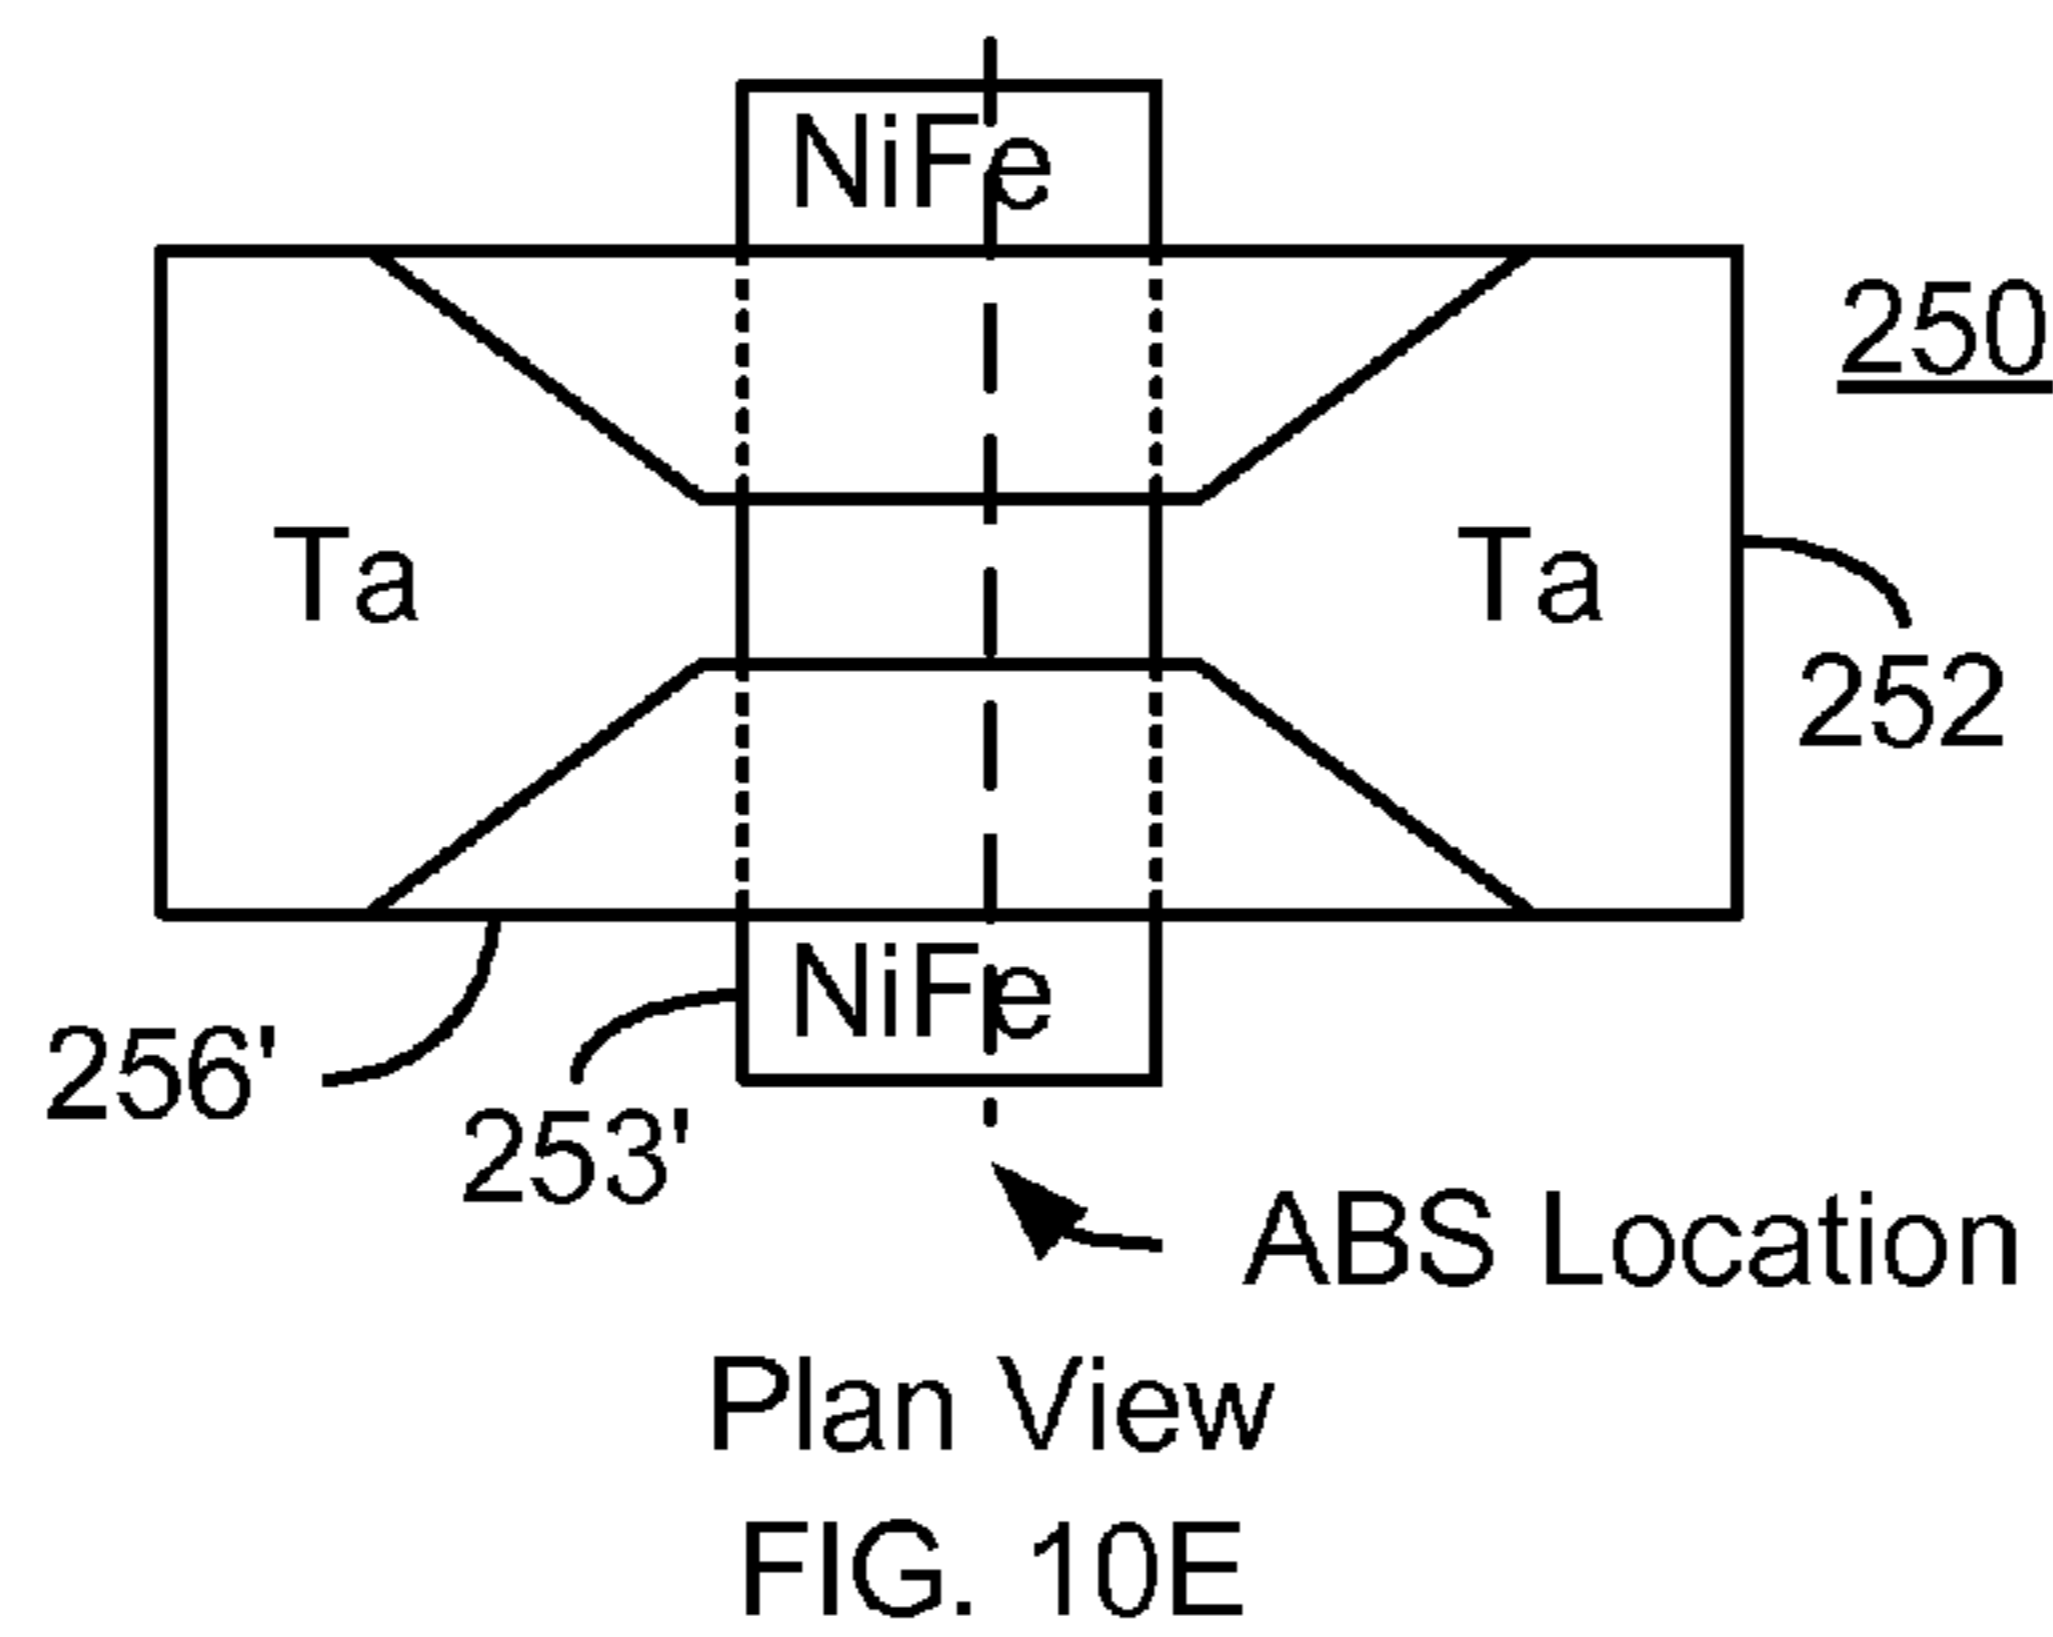 NiFe
250
Ta
Ta
252
NiFe
256'
253'
ABS Location
Plan View
FIG. 10E